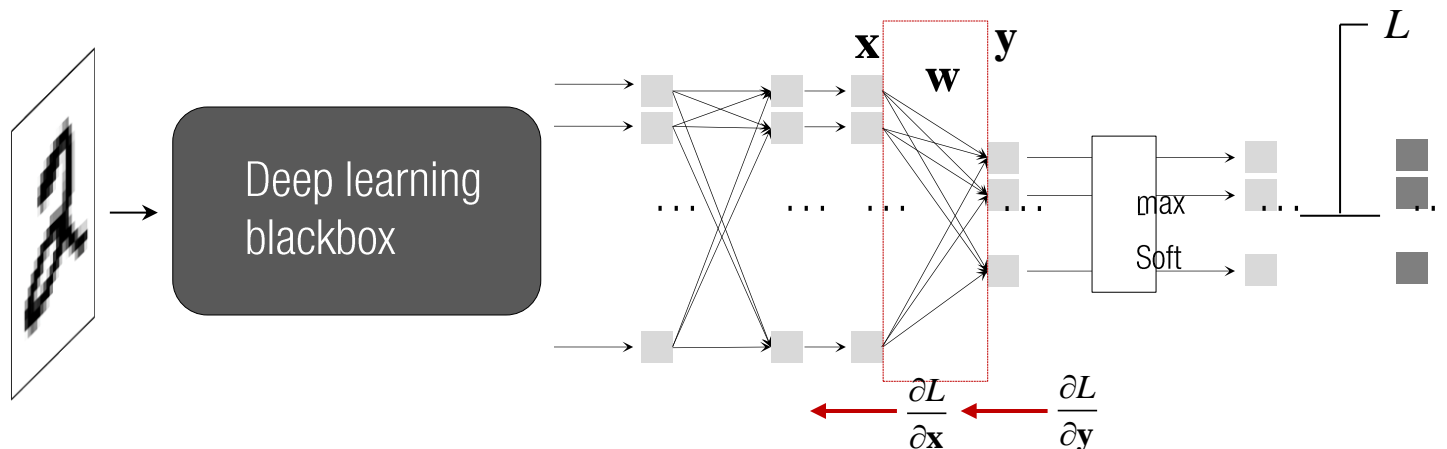 L
x
y
w
Deep learning
blackbox
... ... ... ... ... ...
max
Soft
∂L
∂x
∂L
∂y